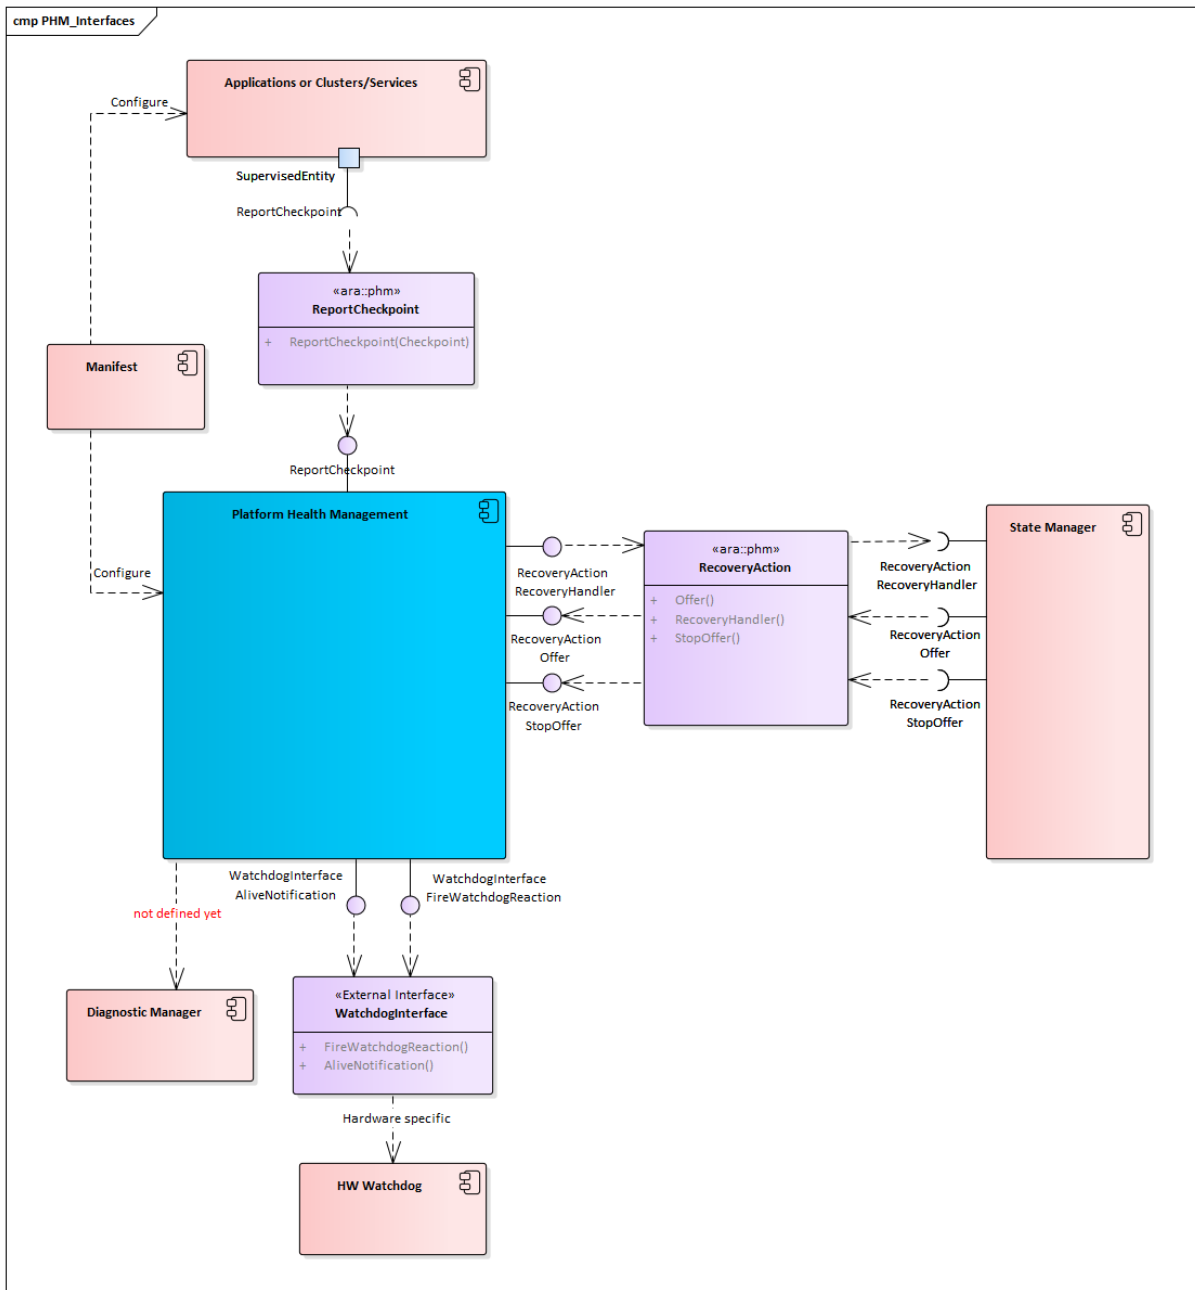 cmp PHM_Interfaces
Applications or Clusters/Services
Configure
SupervisedEntity
ReportCheckpoint
«ara::phm»
ReportCheckpoint
+ ReportCheckpoint(Checkpoint)
Manifest
ReportCheckpoint
Platform Health Management
Configure
RecoveryAction
RecoveryHandler
RecoveryAction
Offer
RecoveryAction
StopOffer
«ara::phm»
RecoveryAction
+ Offer()
+ RecoveryHandler()
+ StopOffer()
RecoveryAction
RecoveryHandler
RecoveryAction
Offer
RecoveryAction
StopOffer
State Manager
WatchdogInterface
AliveNotification
WatchdogInterface
FireWatchdogReaction
not defined yet
Diagnostic Manager
«External Interface»
WatchdogInterface
+ FireWatchdogReaction()
+ AliveNotification()
Hardware specific
HW Watchdog